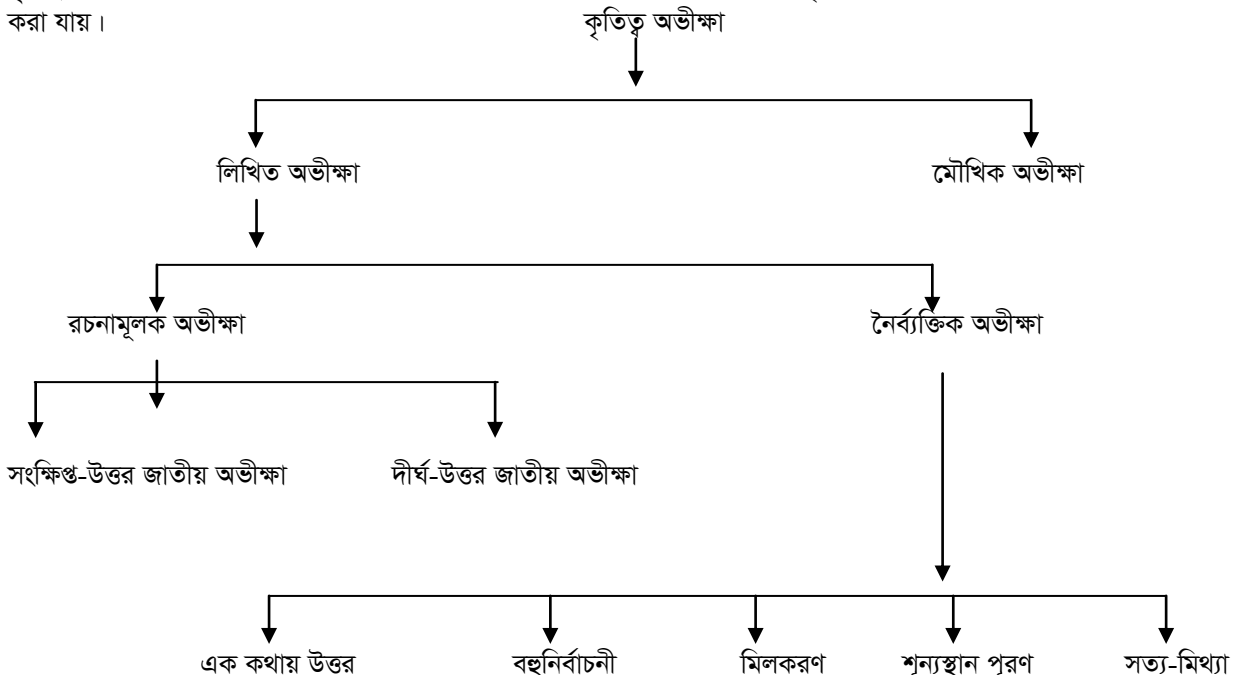 করা যায়।
কৃতিত্ব অভীক্ষা
লিখিত অভীক্ষা মৌখিক অভীক্ষা
রচনামূলক অভীক্ষা নৈর্ব্যক্তিক অভীক্ষা
সংক্ষিপ্ত-উত্তর জাতীয় অভীক্ষা দীর্ঘ-উত্তর জাতীয় অভীক্ষা
এক কথায় উত্তর বহুনির্বাচনী মিলকরণ শূন্যস্থান পূরণ সত্য-মিথ্যা